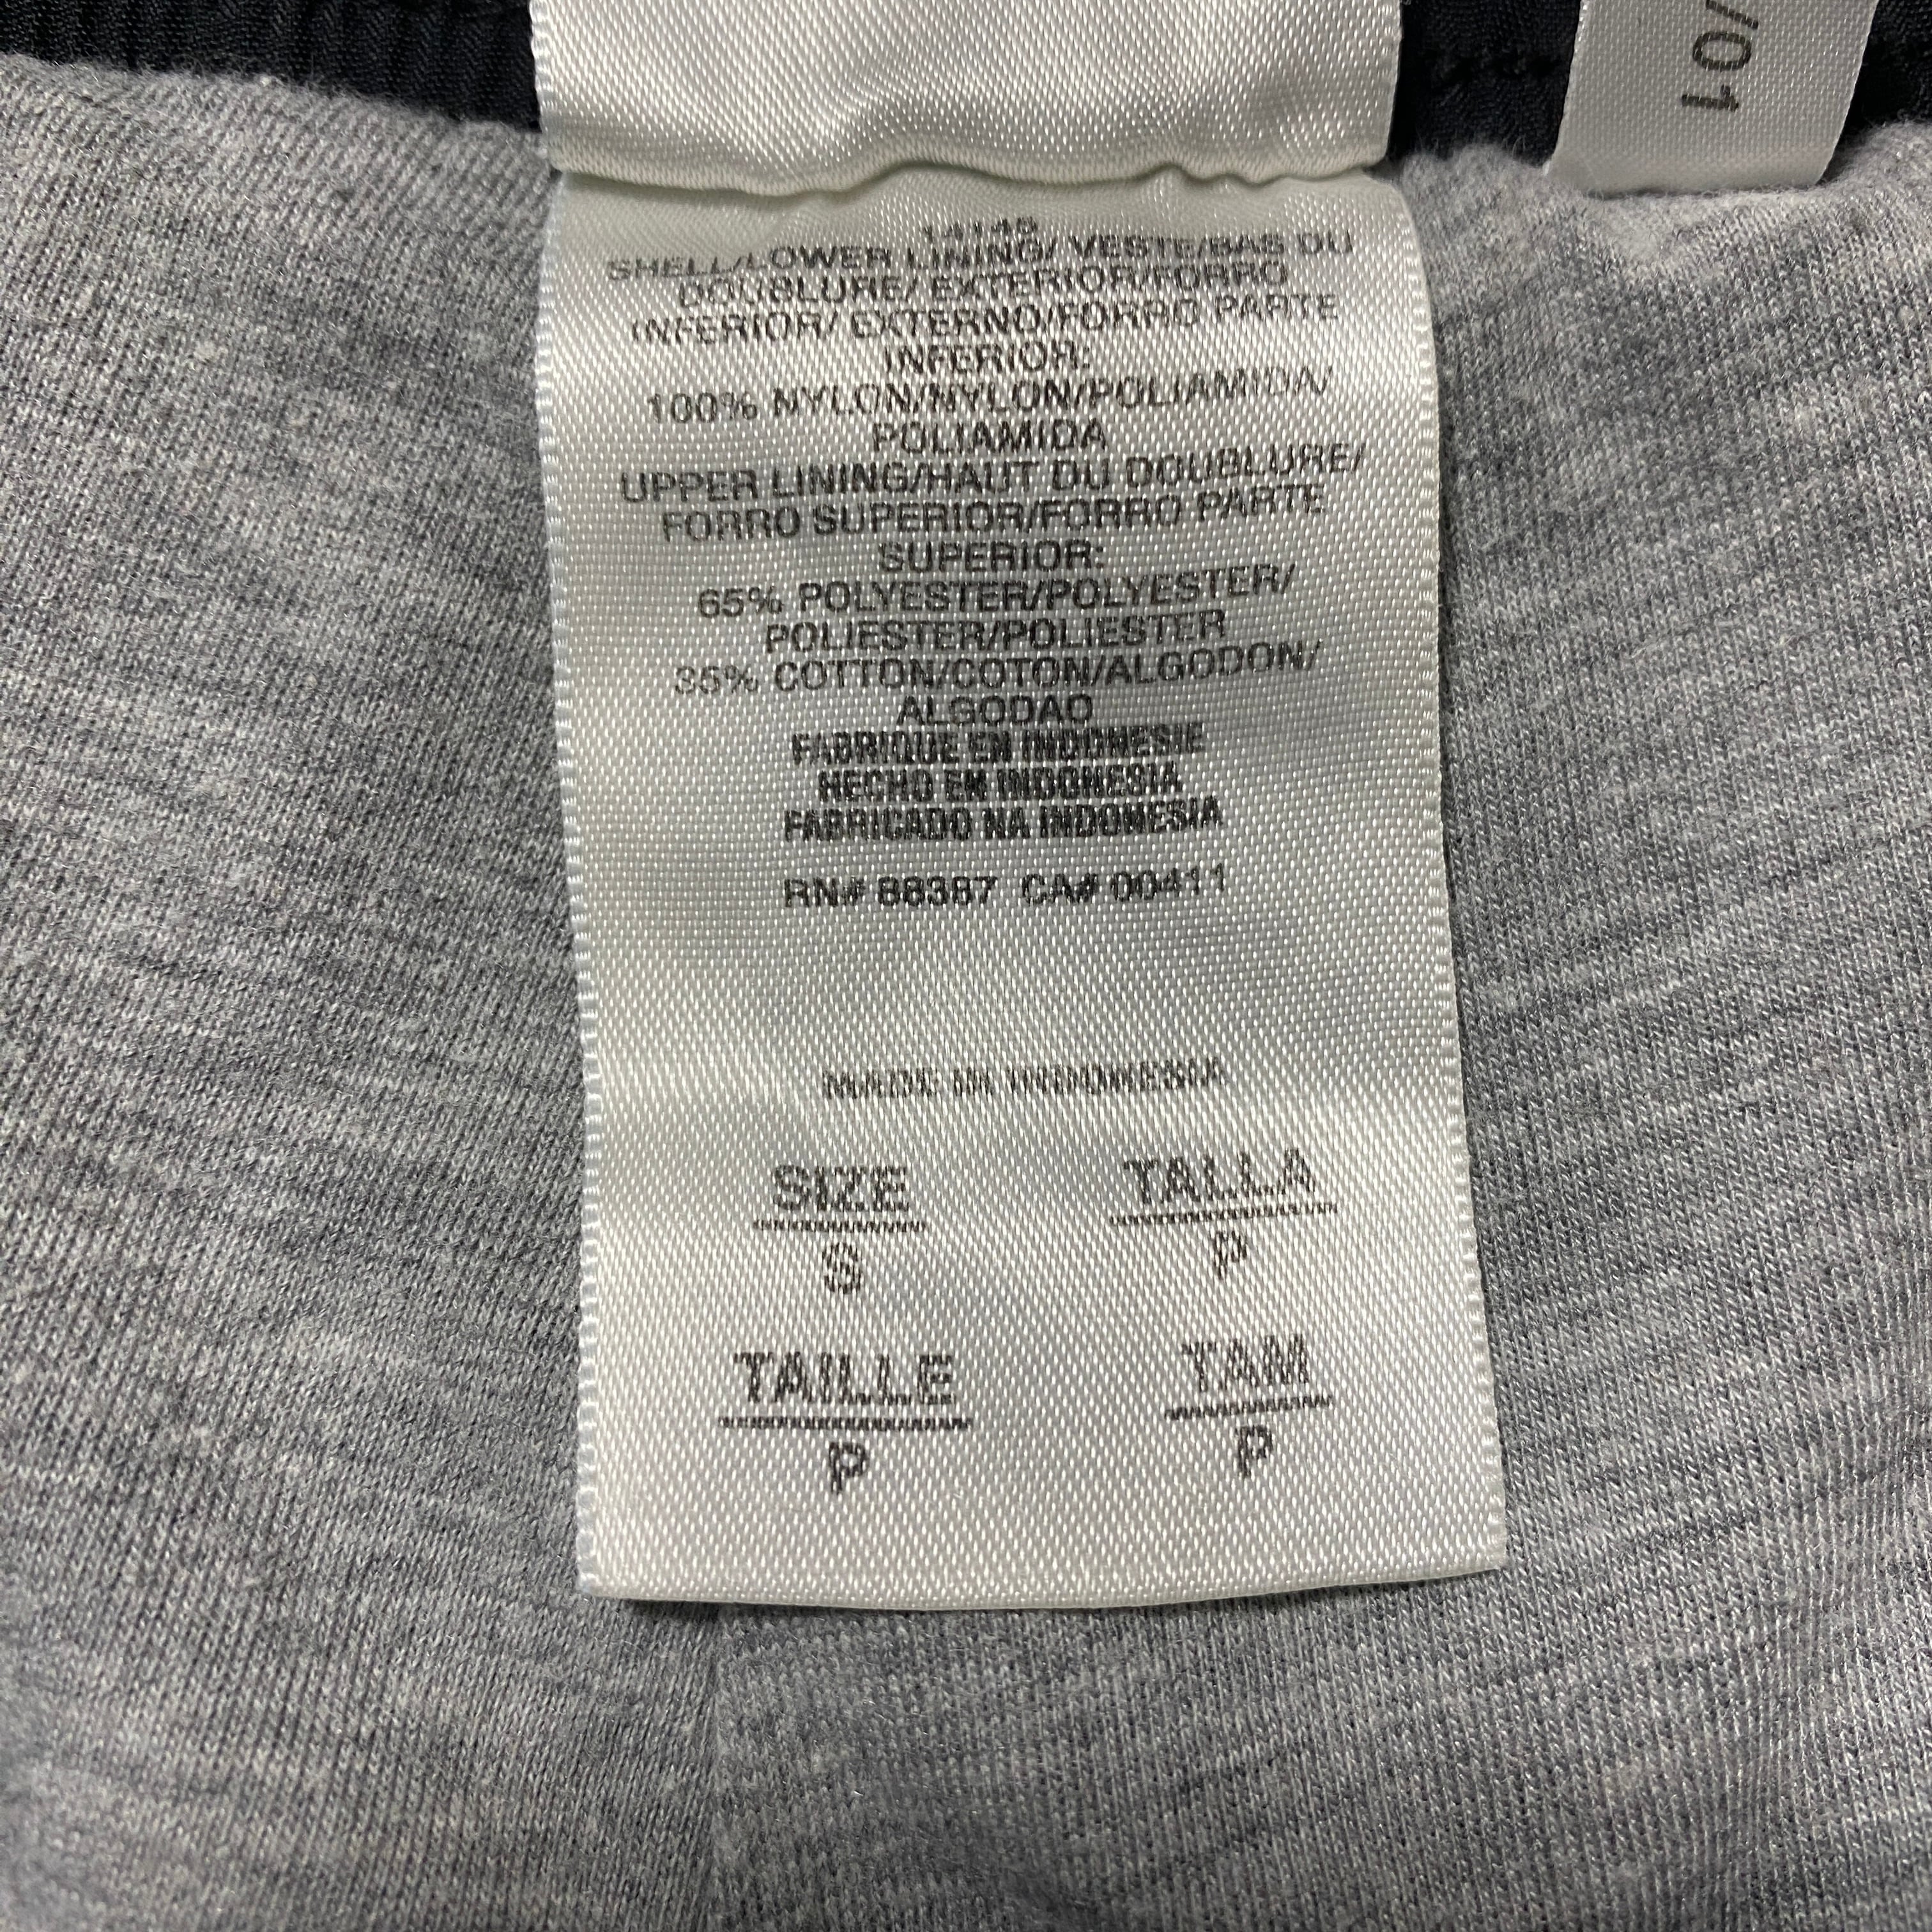 /01
14148
SHELL/LOWER LINING/ VESTE/BAS DU
DOUBLURE/ EXTERIOR/FORRO
INFERIOR/ EXTERNO/FORRO PARTE
INFERIOR:
100% NYLON/NYLON/POLIAMIDA/
POLIAMIDA
UPPER LINING/HAUT DU DOUBLURE/
FORRO SUPERIOR/FORRO PARTE
SUPERIOR:
65% POLYESTER/POLYESTER/
POLIESTER/POLIESTER
35% COTTON/COTON/ALGODON/
ALGODAO
FABRIQUE EN INDONESIE
HECHO EN INDONESIA
FABRICADO NA INDONESIA
RN# 88387 CA# 00411
MADE IN INDONESIA
SIZE TALLA
S P
TAILLE TAM
P P